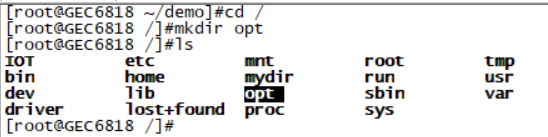 [root@GEC6818 ~/demo]#cd /
[root@GEC6818 /]#mkdir opt
[root@GEC6818 /]#ls
IOT etc mnt root tmp
bin home mydir run usr
dev lib opt sbin var
driver lost+found proc sys
[root@GEC6818 /]#